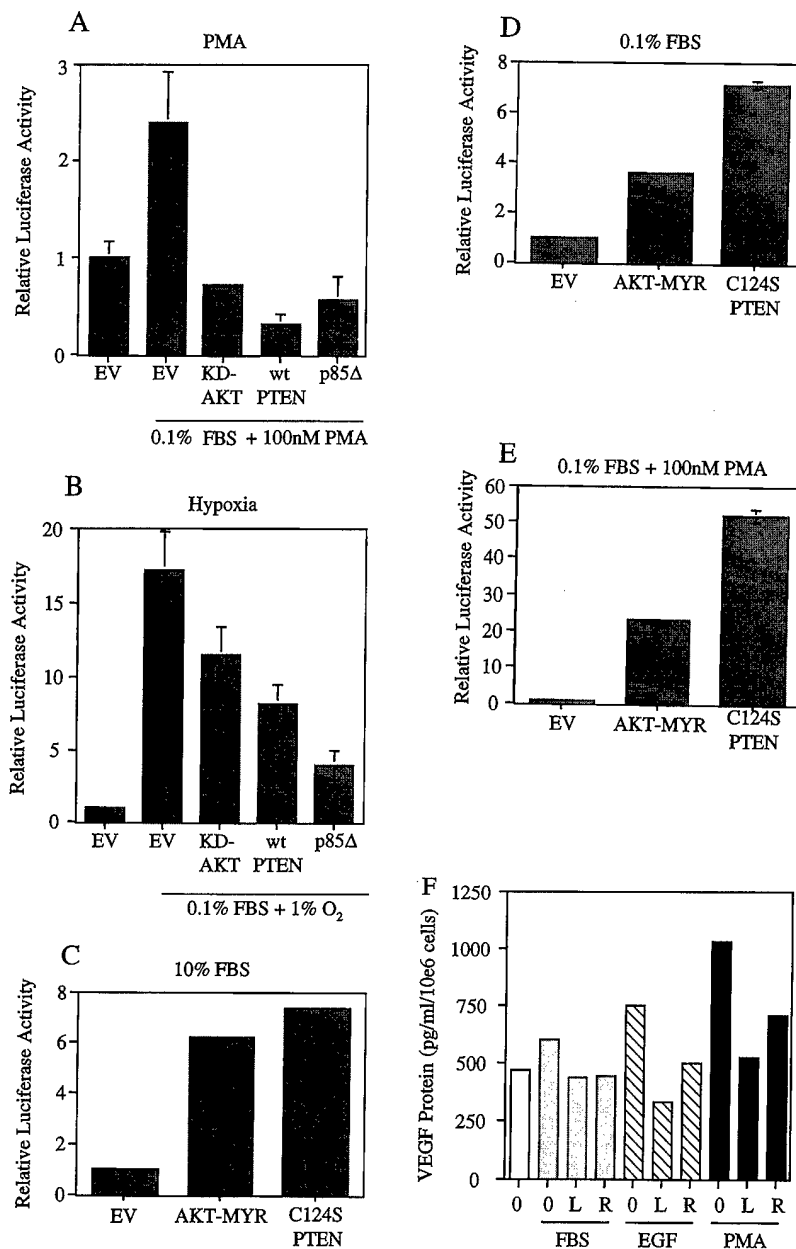 A
PMA
Relative Luciferase Activity
3
2
1
0
EV
EV
KD-
AKT
wt
PTEN
p85Δ
0.1% FBS + 100nM PMA
B
Hypoxia
Relative Luciferase Activity
20
15
10
5
0
EV
EV
KD-
AKT
wt
PTEN
p85Δ
0.1% FBS + 1% O₂
C
10% FBS
Relative Luciferase Activity
8
6
4
2
0
EV
AKT-MYR
C124S
PTEN
D
0.1% FBS
Relative Luciferase Activity
8
6
4
2
0
EV
AKT-MYR
C124S
PTEN
E
0.1% FBS + 100nM PMA
Relative Luciferase Activity
60
50
40
30
20
10
0
EV
AKT-MYR
C124S
PTEN
F
VEGF Protein (pg/ml/10e6 cells)
1250
1000
750
500
250
0
0 0 L R 0 L R 0 L R
FBS EGF PMA